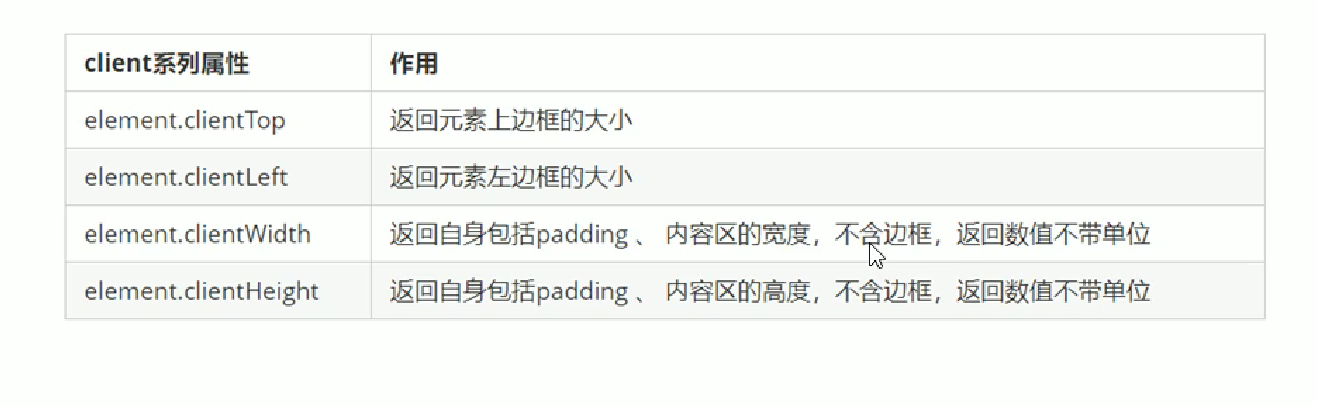 client系列属性 作用
element.clientTop 返回元素上边框的大小
element.clientLeft 返回元素左边框的大小
element.clientWidth 返回自身包括padding 、 内容区的宽度，不含边框，返回数值不带单位
element.clientHeight 返回自身包括padding 、 内容区的高度，不含边框，返回数值不带单位